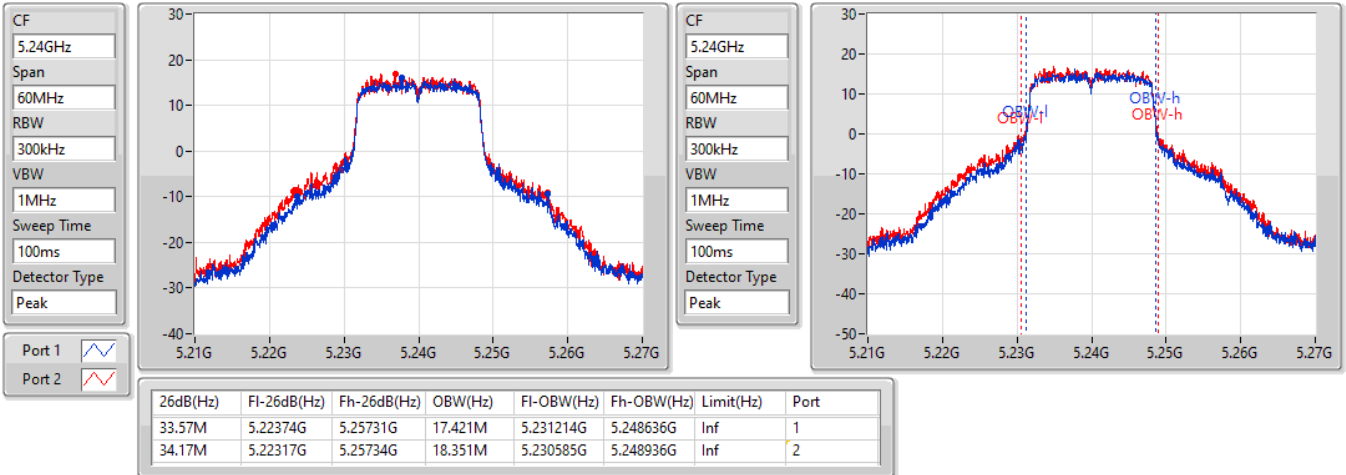 CF
5.24GHz
Span
60MHz
RBW
300kHz
VBW
1MHz
Sweep Time
100ms
Detector Type
Peak
Port 1
Port 2
30
20
10
0
-10
-20
-30
-40
5.21G 5.22G 5.23G 5.24G 5.25G 5.26G 5.27G
CF
5.24GHz
Span
60MHz
RBW
300kHz
VBW
1MHz
Sweep Time
100ms
Detector Type
Peak
30
20
10
0
-10
-20
-30
-40
-50
OBW-l
OBW-l
OBW-h
OBW-h
5.21G 5.22G 5.23G 5.24G 5.25G 5.26G 5.27G
26dB(Hz) Fl-26dB(Hz) Fh-26dB(Hz) OBW(Hz) Fl-OBW(Hz) Fh-OBW(Hz) Limit(Hz) Port
33.57M 5.22374G 5.25731G 17.421M 5.231214G 5.248636G Inf 1
34.17M 5.22317G 5.25734G 18.351M 5.230585G 5.248936G Inf 2